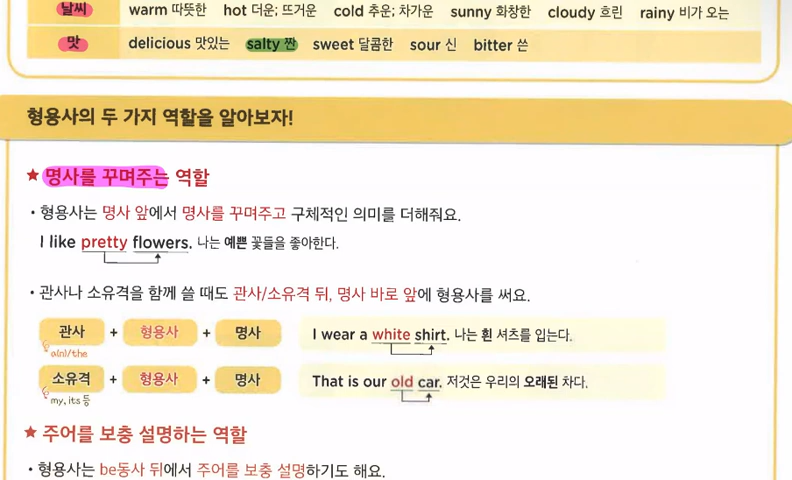 날씨 warm 따뜻한 hot 더운; 뜨거운 cold 추운; 차가운 sunny 화창한 cloudy 흐린 rainy 비가 오는
맛 delicious 맛있는 salty 짠 sweet 달콤한 sour 신 bitter 쓴
형용사의 두 가지 역할을 알아보자!
★ 명사를 꾸며주는 역할
• 형용사는 명사 앞에서 명사를 꾸며주고 구체적인 의미를 더해줘요.
I like pretty flowers. 나는 예쁜 꽃들을 좋아한다.
• 관사나 소유격을 함께 쓸 때도 관사/소유격 뒤, 명사 바로 앞에 형용사를 써요.
관사 + 형용사 + 명사 I wear a white shirt. 나는 흰 셔츠를 입는다.
a(n)/the
소유격 + 형용사 + 명사 That is our old car. 저것은 우리의 오래된 차다.
my, its 등
★ 주어를 보충 설명하는 역할
• 형용사는 be동사 뒤에서 주어를 보충 설명하기도 해요.